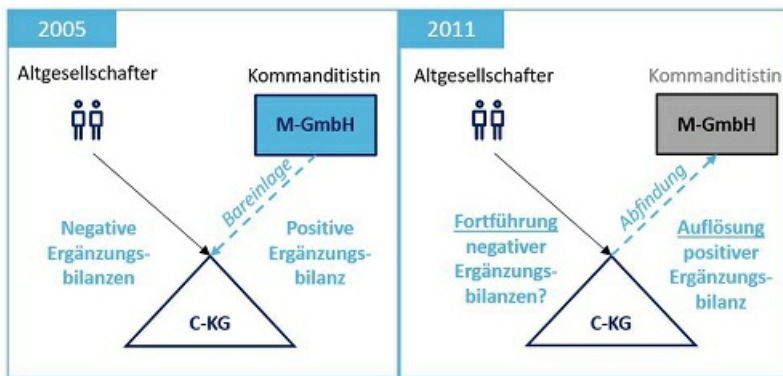 2005
Altgesellschafter
Kommanditistin
M-GmbH
Bareinlage
Negative
Ergänzungs-
bilanzen
Positive
Ergänzungs-
bilanz
C-KG
2011
Altgesellschafter
Kommanditistin
M-GmbH
Abfindung
Fortführung
negativer
Ergänzungs-
bilanzen?
Auflösung
positiver
Ergänzungs-
bilanz
C-KG